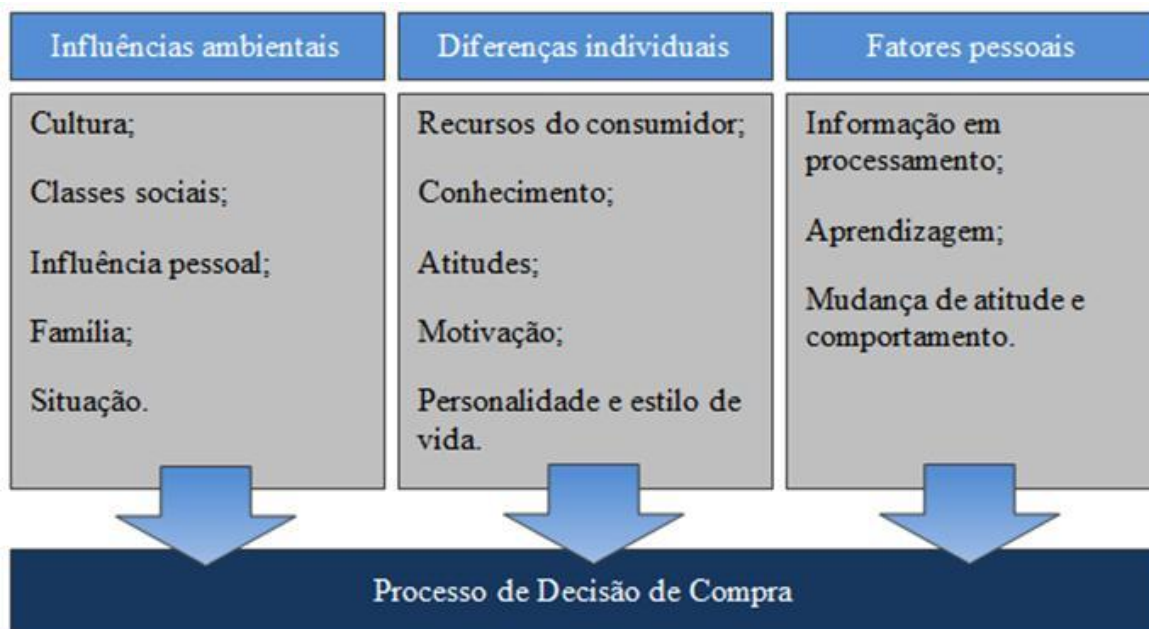 Influências ambientais
Cultura;
Classes sociais;
Influência pessoal;
Família;
Situação.
Diferenças individuais
Recursos do consumidor;
Conhecimento;
Atitudes;
Motivação;
Personalidade e estilo de
vida.
Fatores pessoais
Informação em
processamento;
Aprendizagem;
Mudança de atitude e
comportamento.
Processo de Decisão de Compra